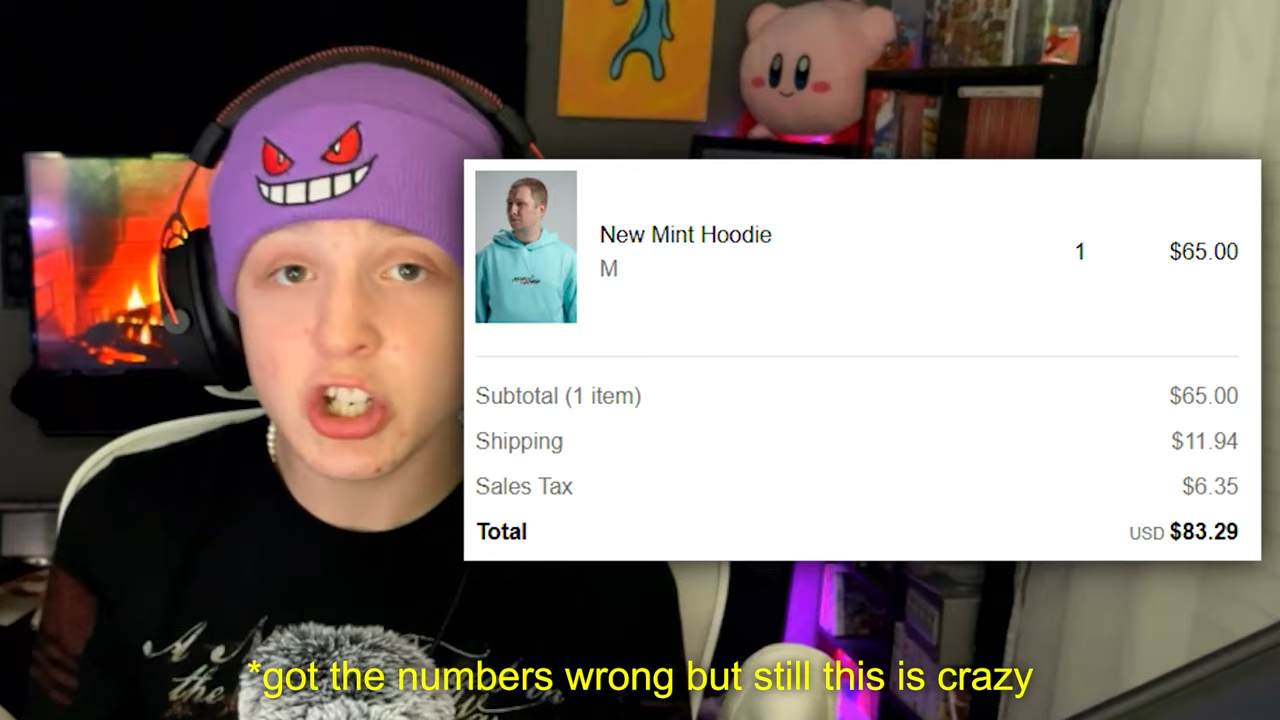 New Mint Hoodie
1
$65.00
M
Subtotal (1 item)
$65.00
Shipping
$11.94
Sales Tax
$6.35
Total
USD $83.29
A
the
*got the numbers wrong but still this is crazy